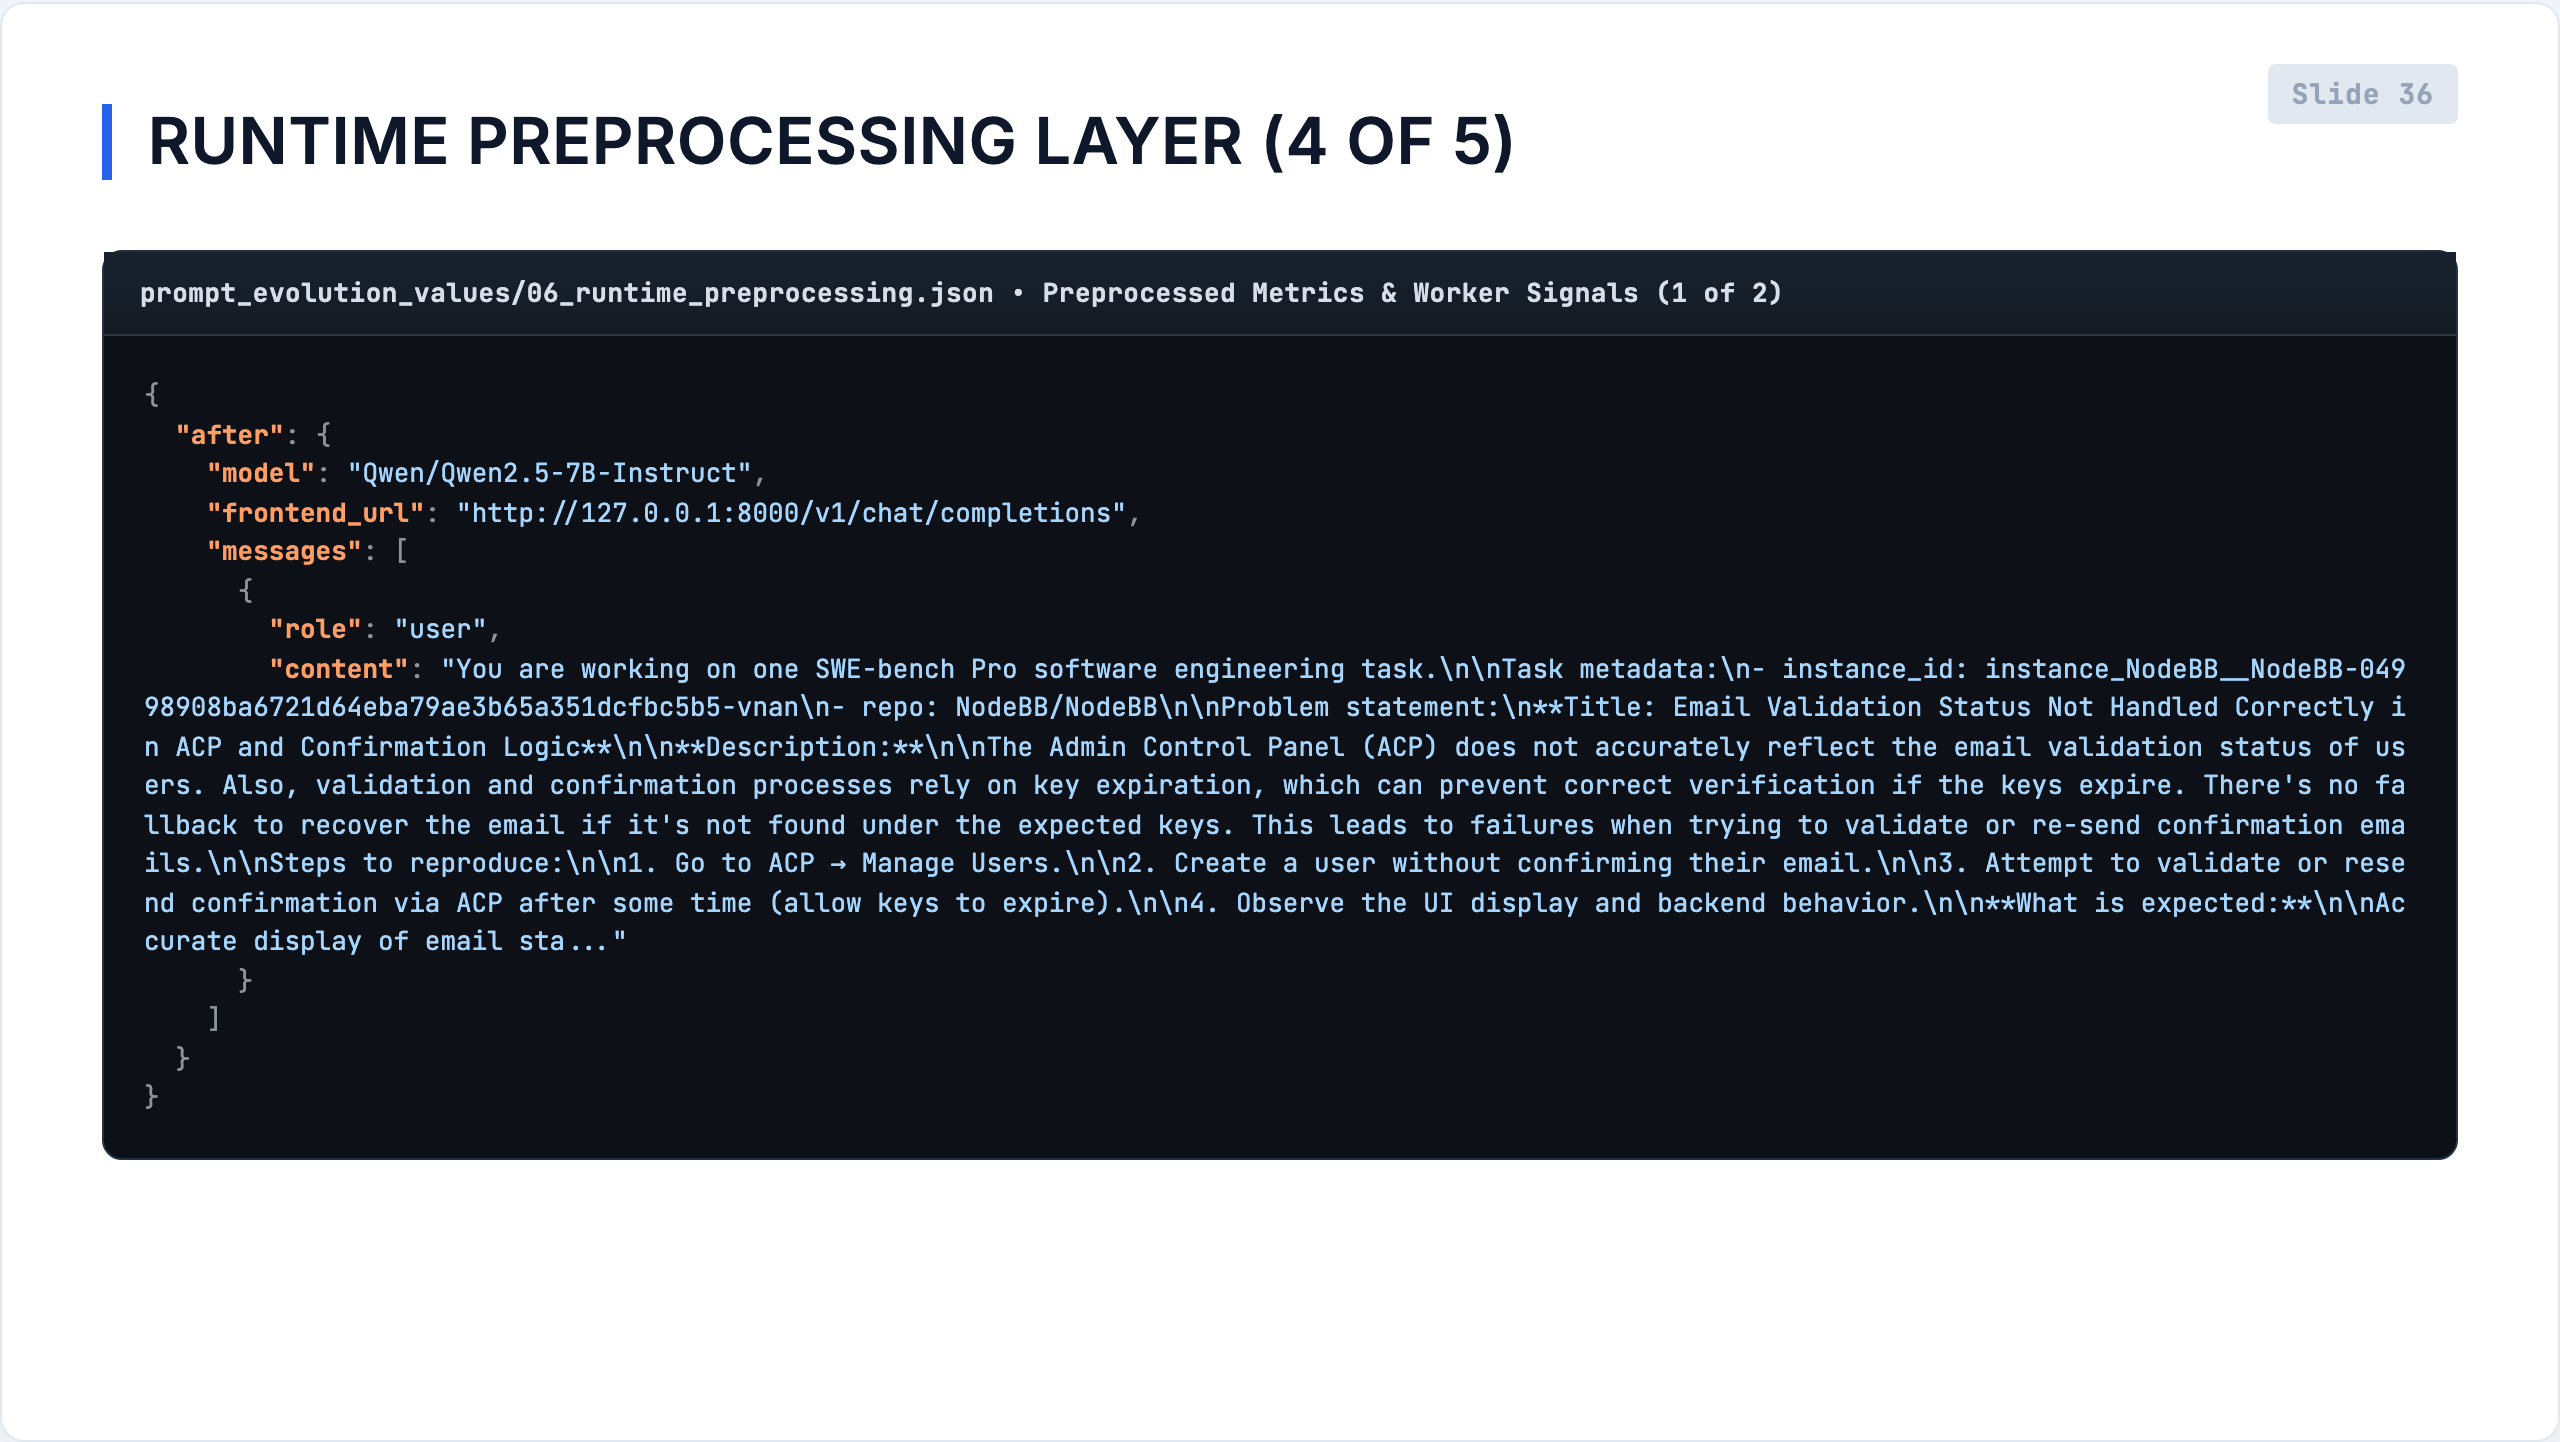 Slide 36
RUNTIME PREPROCESSING LAYER (4 OF 5)
prompt_evolution_values/06_runtime_preprocessing.json • Preprocessed Metrics & Worker Signals (1 of 2)
{
  "after": {
    "model": "Qwen/Qwen2.5-7B-Instruct",
    "frontend_url": "http://127.0.0.1:8000/v1/chat/completions",
    "messages": [
      {
        "role": "user",
        "content": "You are working on one SWE-bench Pro software engineering task.\n\nTask metadata:\n- instance_id: instance_NodeBB__NodeBB-049
98908ba6721d64eba79ae3b65a351dcfbc5b5-vnan\n- repo: NodeBB/NodeBB\n\nProblem statement:\n**Title: Email Validation Status Not Handled Correctly i
n ACP and Confirmation Logic**\n\n**Description:**\n\nThe Admin Control Panel (ACP) does not accurately reflect the email validation status of us
ers. Also, validation and confirmation processes rely on key expiration, which can prevent correct verification if the keys expire. There's no fa
llback to recover the email if it's not found under the expected keys. This leads to failures when trying to validate or re-send confirmation ema
ils.\n\nSteps to reproduce:\n\n1. Go to ACP → Manage Users.\n\n2. Create a user without confirming their email.\n\n3. Attempt to validate or rese
nd confirmation via ACP after some time (allow keys to expire).\n\n4. Observe the UI display and backend behavior.\n\n**What is expected:**\n\nAc
curate display of email sta..."
      }
    ]
  }
}